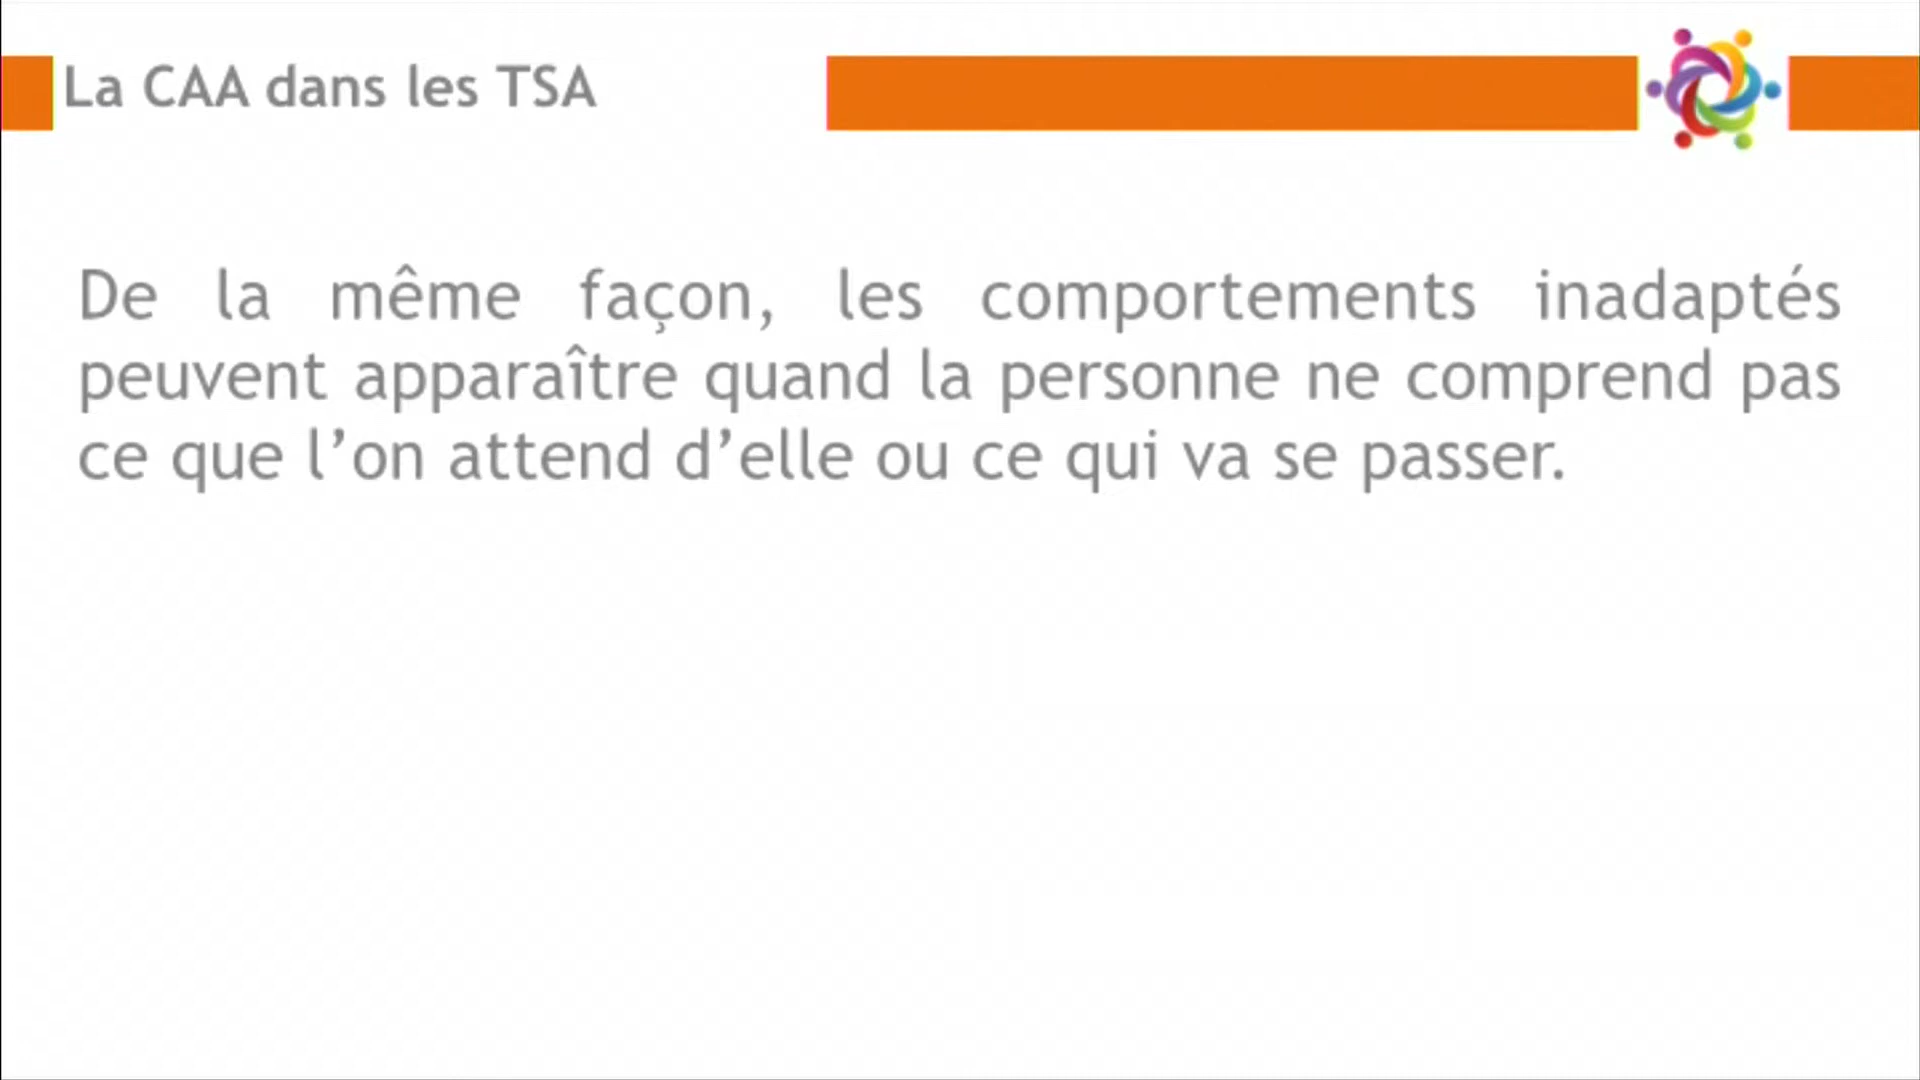 La CAA dans les TSA
De la même façon, les comportements inadaptés
peuvent apparaître quand la personne ne comprend pas
ce que l’on attend d’elle ou ce qui va se passer.